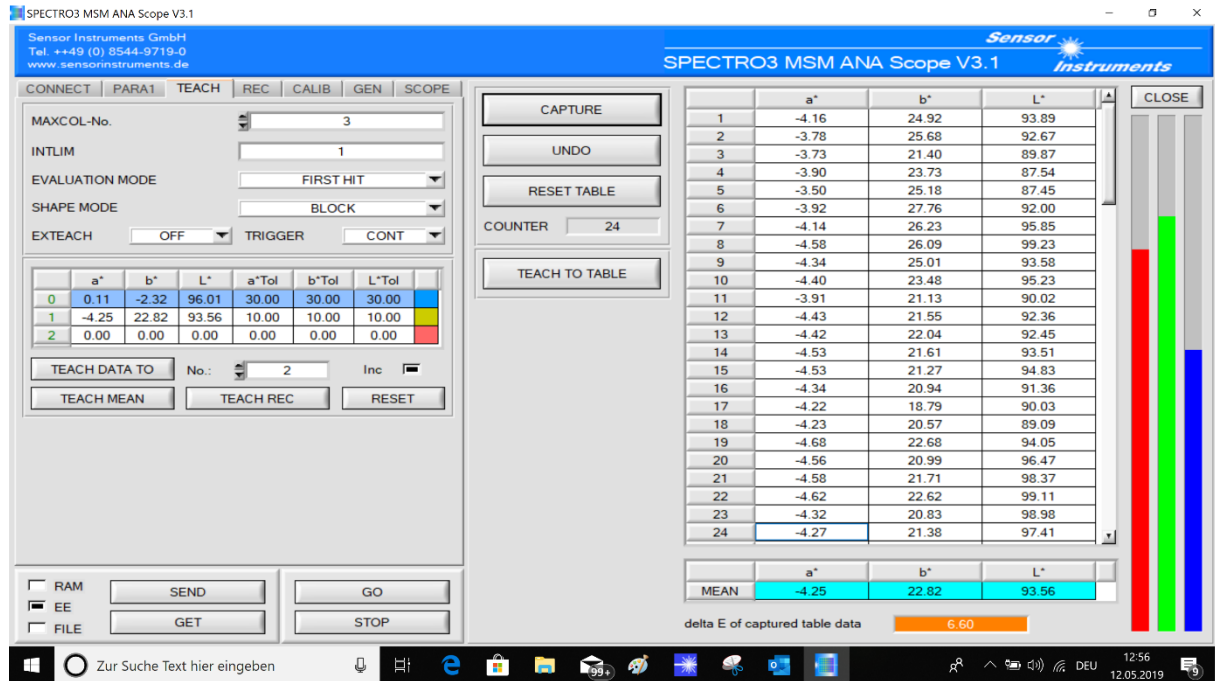 SPECTRO3 MSM ANA Scope V3.1
Sensor Instruments GmbH
Tel. ++49 (0) 8544-9719-0
www.sensorinstruments.de
SPECTRO3 MSM ANA Scope V3.1
Sensor
Instruments
CONNECT PARA1 TEACH REC CALIB GEN SCOPE
MAXCOL-No. 3
INTLIM 1
EVALUATION MODE FIRST HIT
SHAPE MODE BLOCK
EXTEACH OFF TRIGGER CONT
a* b* L* a*Tol b*Tol L*Tol
0 0.11 -2.32 96.01 30.00 30.00 30.00
1 -4.25 22.82 93.56 10.00 10.00 10.00
2 0.00 0.00 0.00 0.00 0.00 0.00
TEACH DATA TO No.: 2 Inc
TEACH MEAN TEACH REC RESET
RAM
EE
FILE
SEND GO
GET STOP
CAPTURE
UNDO
RESET TABLE
COUNTER 24
TEACH TO TABLE
a* b* L*
1 -4.16 24.92 93.89
2 -3.78 25.68 92.67
3 -3.73 21.40 89.87
4 -3.90 23.73 87.54
5 -3.50 25.18 87.45
6 -3.92 27.76 92.00
7 -4.14 26.23 95.85
8 -4.58 26.09 99.23
9 -4.34 25.01 93.58
10 -4.40 23.48 95.23
11 -3.91 21.13 90.02
12 -4.43 21.55 92.36
13 -4.42 22.04 92.45
14 -4.53 21.61 93.51
15 -4.53 21.27 94.83
16 -4.34 20.94 91.36
17 -4.22 18.79 90.03
18 -4.23 20.57 89.09
19 -4.68 22.68 94.05
20 -4.56 20.99 96.47
21 -4.58 21.71 98.37
22 -4.62 22.62 99.11
23 -4.32 20.83 98.98
24 -4.27 21.38 97.41
a* b* L*
MEAN -4.25 22.82 93.56
delta E of captured table data 6.60
CLOSE
Zur Suche Text hier eingeben
99+
DEU
12:56
12.05.2019
9